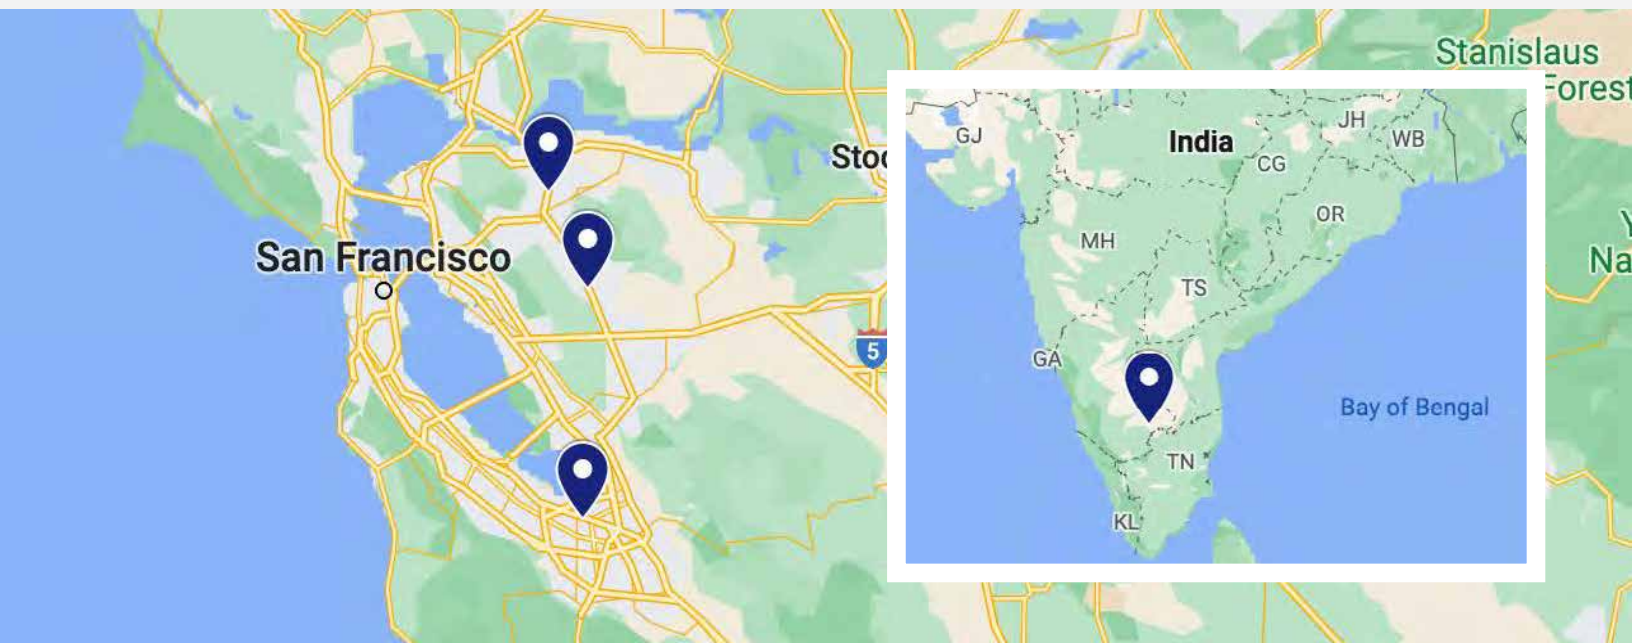 Stanislaus
Forest
San Francisco
Stoc
5
India
GJ
JH
WB
CG
OR
MH
TS
GA
Bay of Bengal
TN
KL
Y
Na